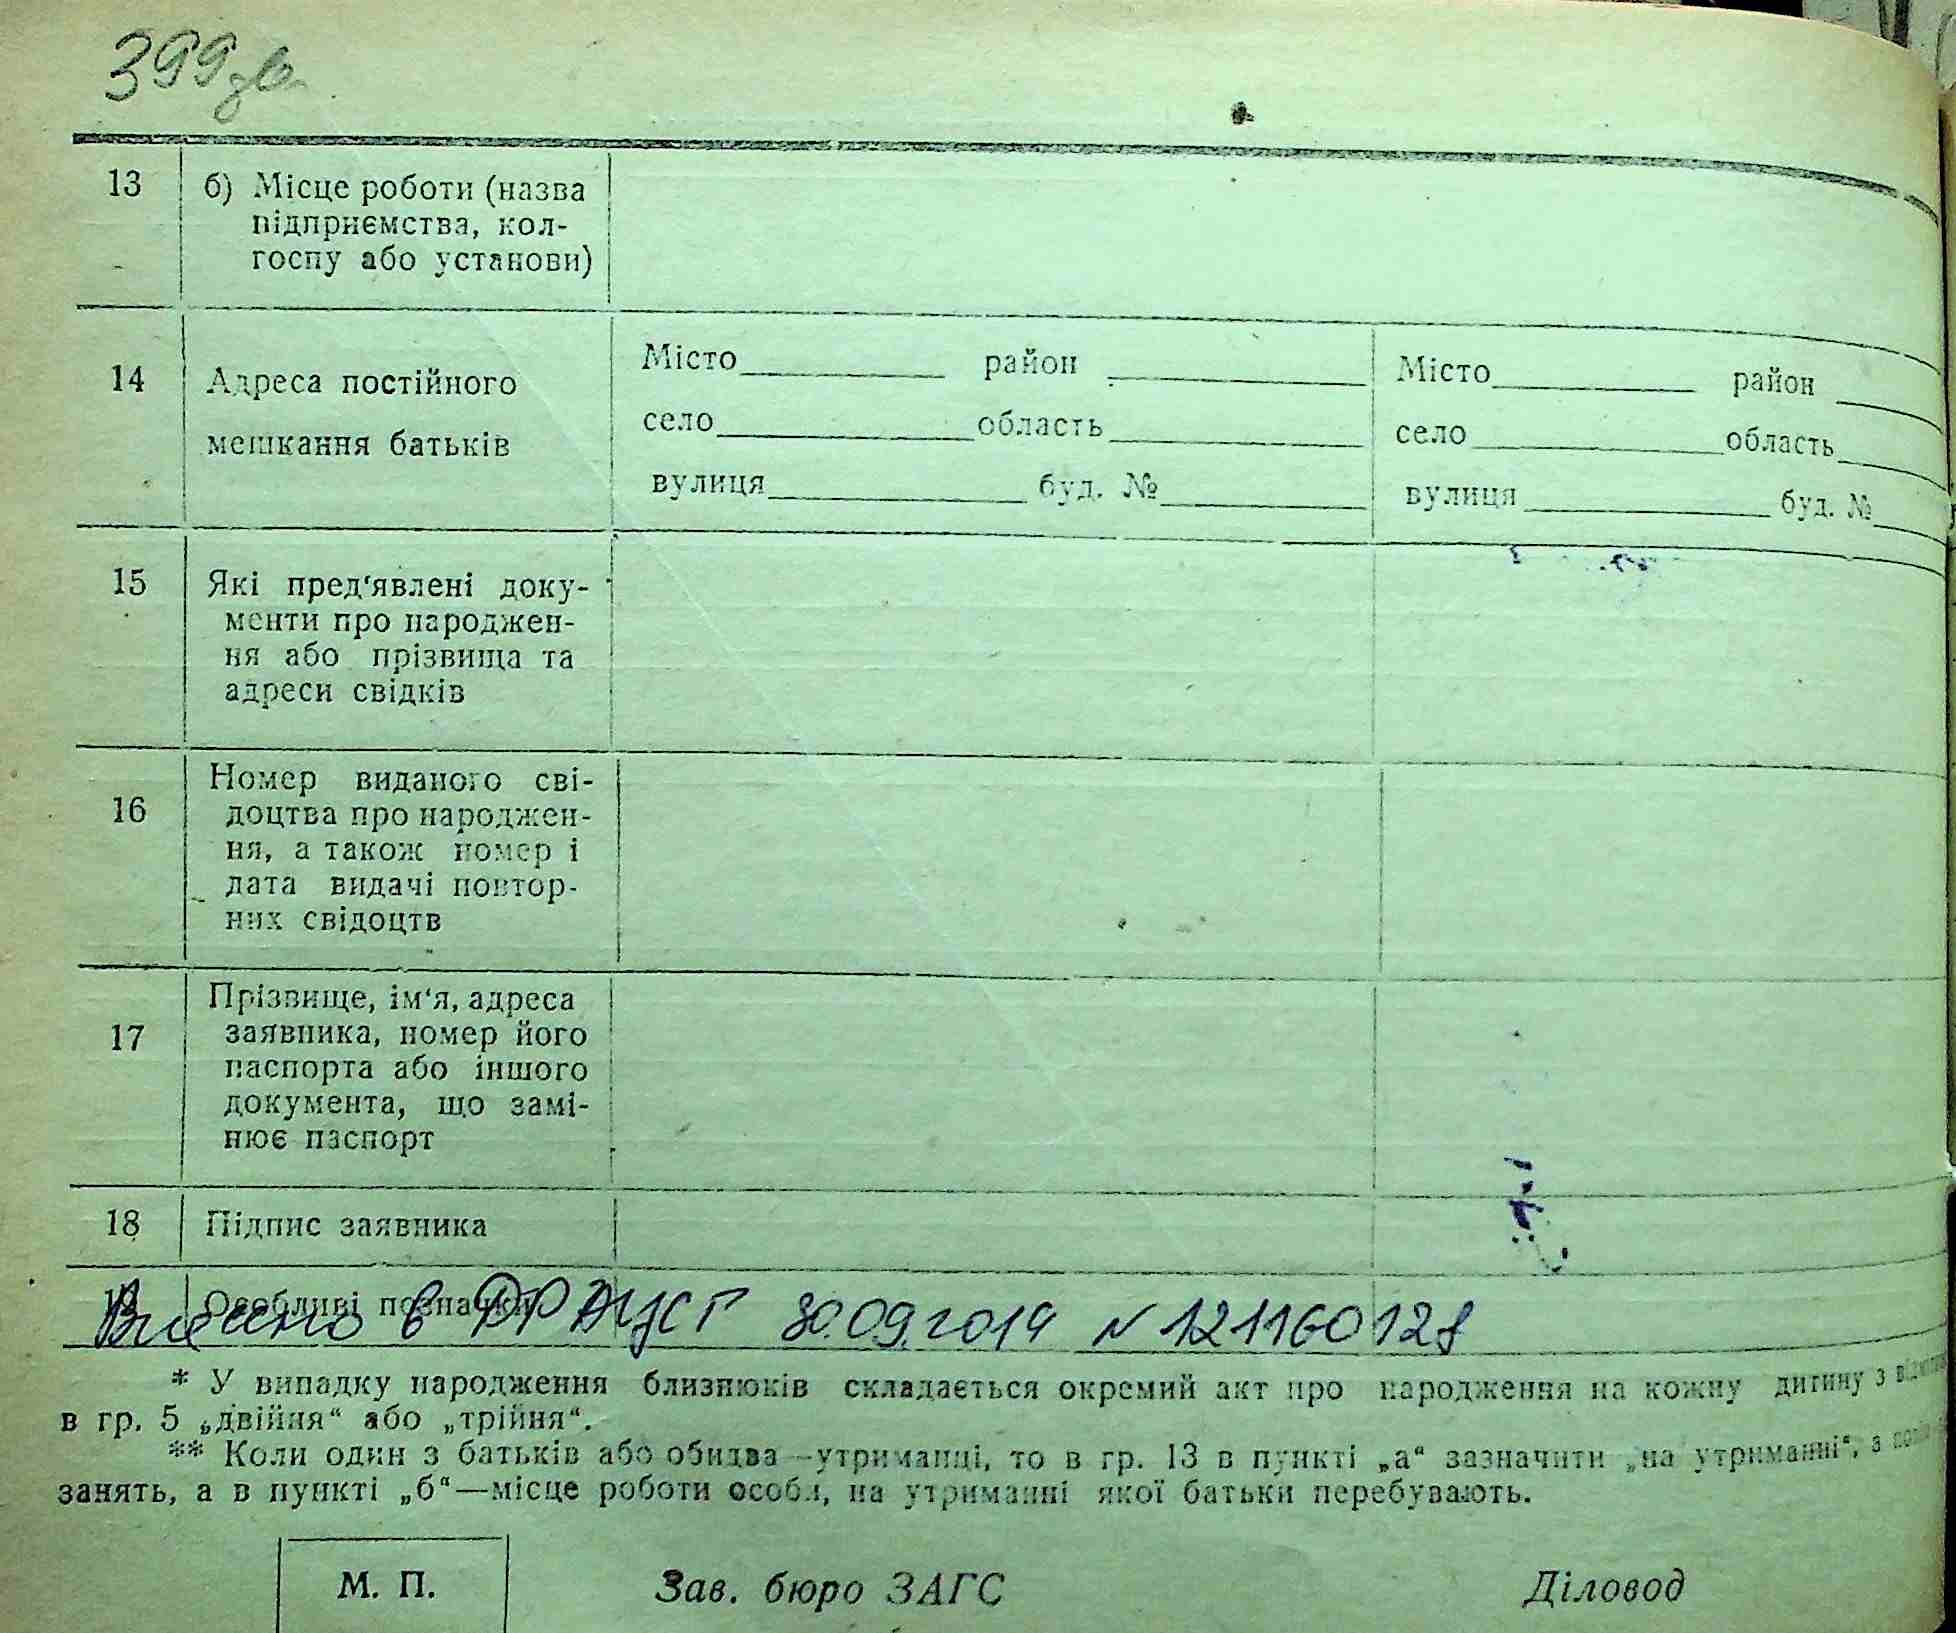 399 зв.
13
б) Місце роботи (назва
підприємства, кол-
госпу або установи)
14
Адреса постійного
мешкання батьків
Місто район
село область
вулиця буд. №
Місто район
село область
вулиця буд. №
15
Які пред‘явлені доку-
менти про народжен-
ня або прізвища та
адреси свідків
16
Номер виданого сві-
доцтва про народжен-
ня, а також номер і
дата видачі повтор-
них свідоцтв
17
Прізвище, ім‘я, адреса
заявника, номер його
паспорта або іншого
документа, що замі-
нює паспорт
18
Підпис заявника
19
Особливі позначки
Внесено в ДРАЦСГ 30.09.2014 №
* У випадку народження близнюків складається окремий акт про народження на кожну дитину з
в гр. 5 „двійня“ або „трійня“.
** Коли один з батьків або обидва—утриманці, то в гр. 13 в пункті „а“ зазначити „на утриманні“, з
занять, а в пункті „б“—місце роботи особи, на утриманні якої батьки перебувають.
М. П.
Зав. бюро ЗАГС
Діловод